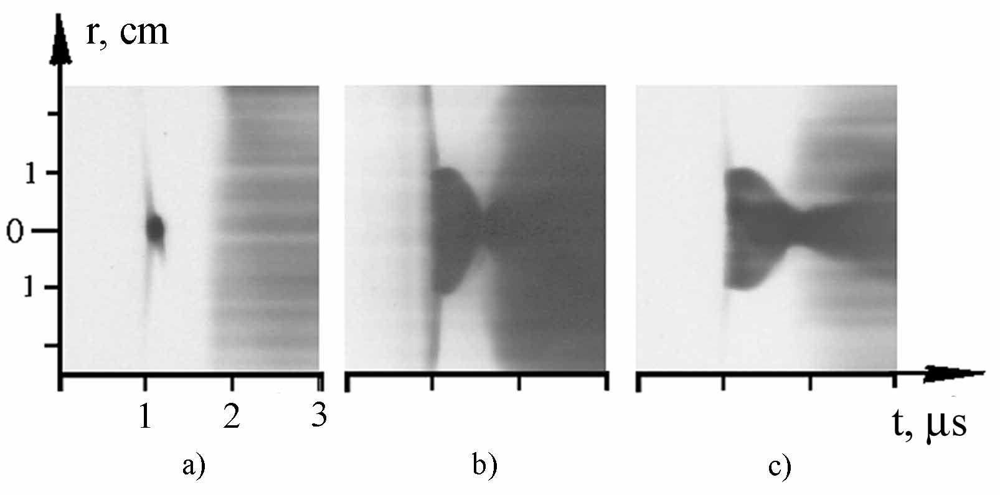 r, cm
1
0
1
1 2 3
t, μs
a) b) c)